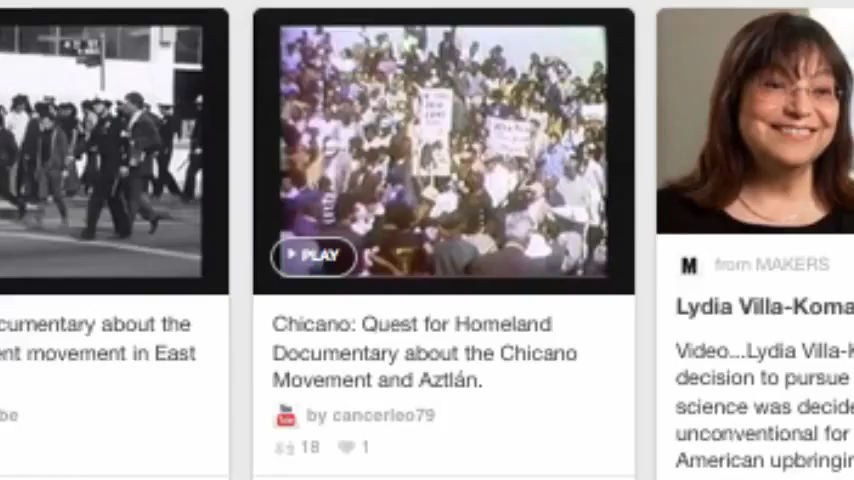 cumentary about the
ent movement in East
be
PLAY
Chicano: Quest for Homeland
Documentary about the Chicano
Movement and Aztlán.
by cancerleo79
18 1
M from MAKERS
Lydia Villa-Koma
Video...Lydia Villa-K
decision to pursue
science was decide
unconventional for
American upbringin